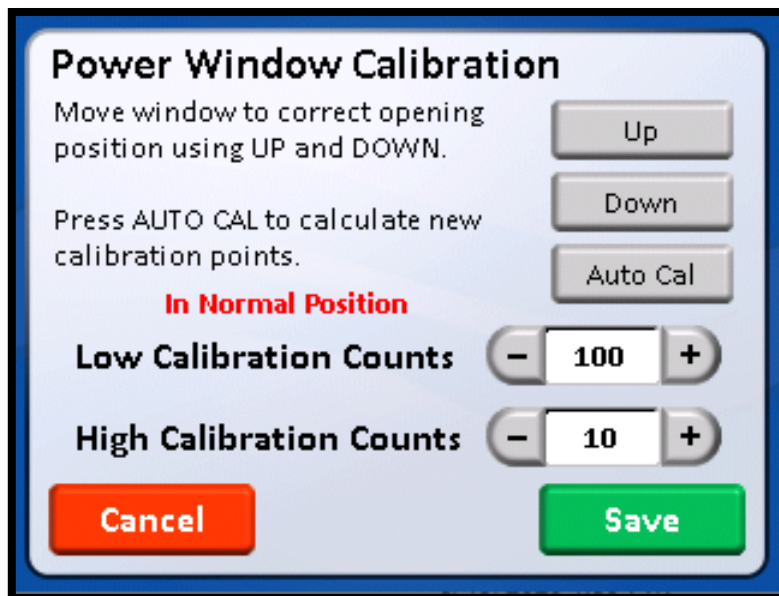 Power Window Calibration
Move window to correct opening
position using UP and DOWN.
Up
Down
Press AUTO CAL to calculate new
calibration points.
Auto Cal
In Normal Position
Low Calibration Counts − 100 +
High Calibration Counts − 10 +
Cancel
Save